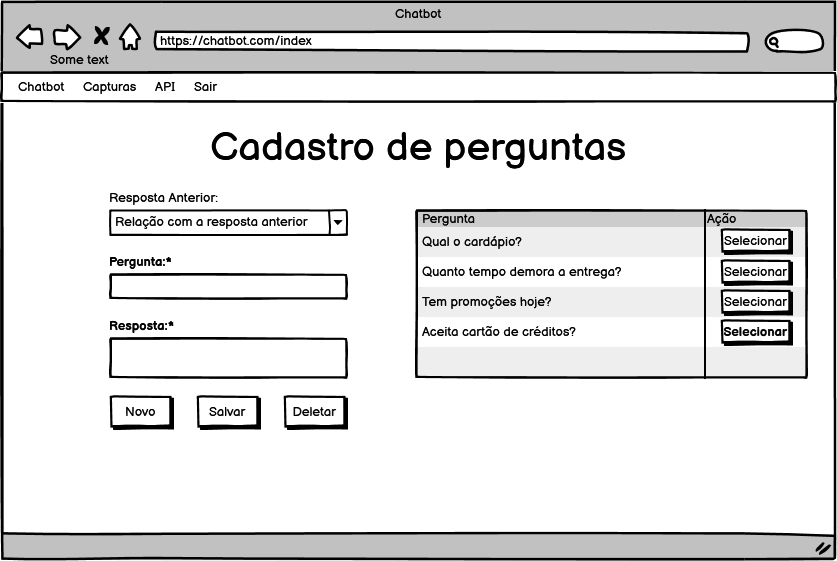 Chatbot
https://chatbot.com/index
Some text
Chatbot Capturas API Sair
Cadastro de perguntas
Resposta Anterior:
Relação com a resposta anterior
Pergunta:*
Resposta:*
Novo Salvar Deletar
Pergunta Ação
Qual o cardápio? Selecionar
Quanto tempo demora a entrega? Selecionar
Tem promoções hoje? Selecionar
Aceita cartão de créditos? Selecionar